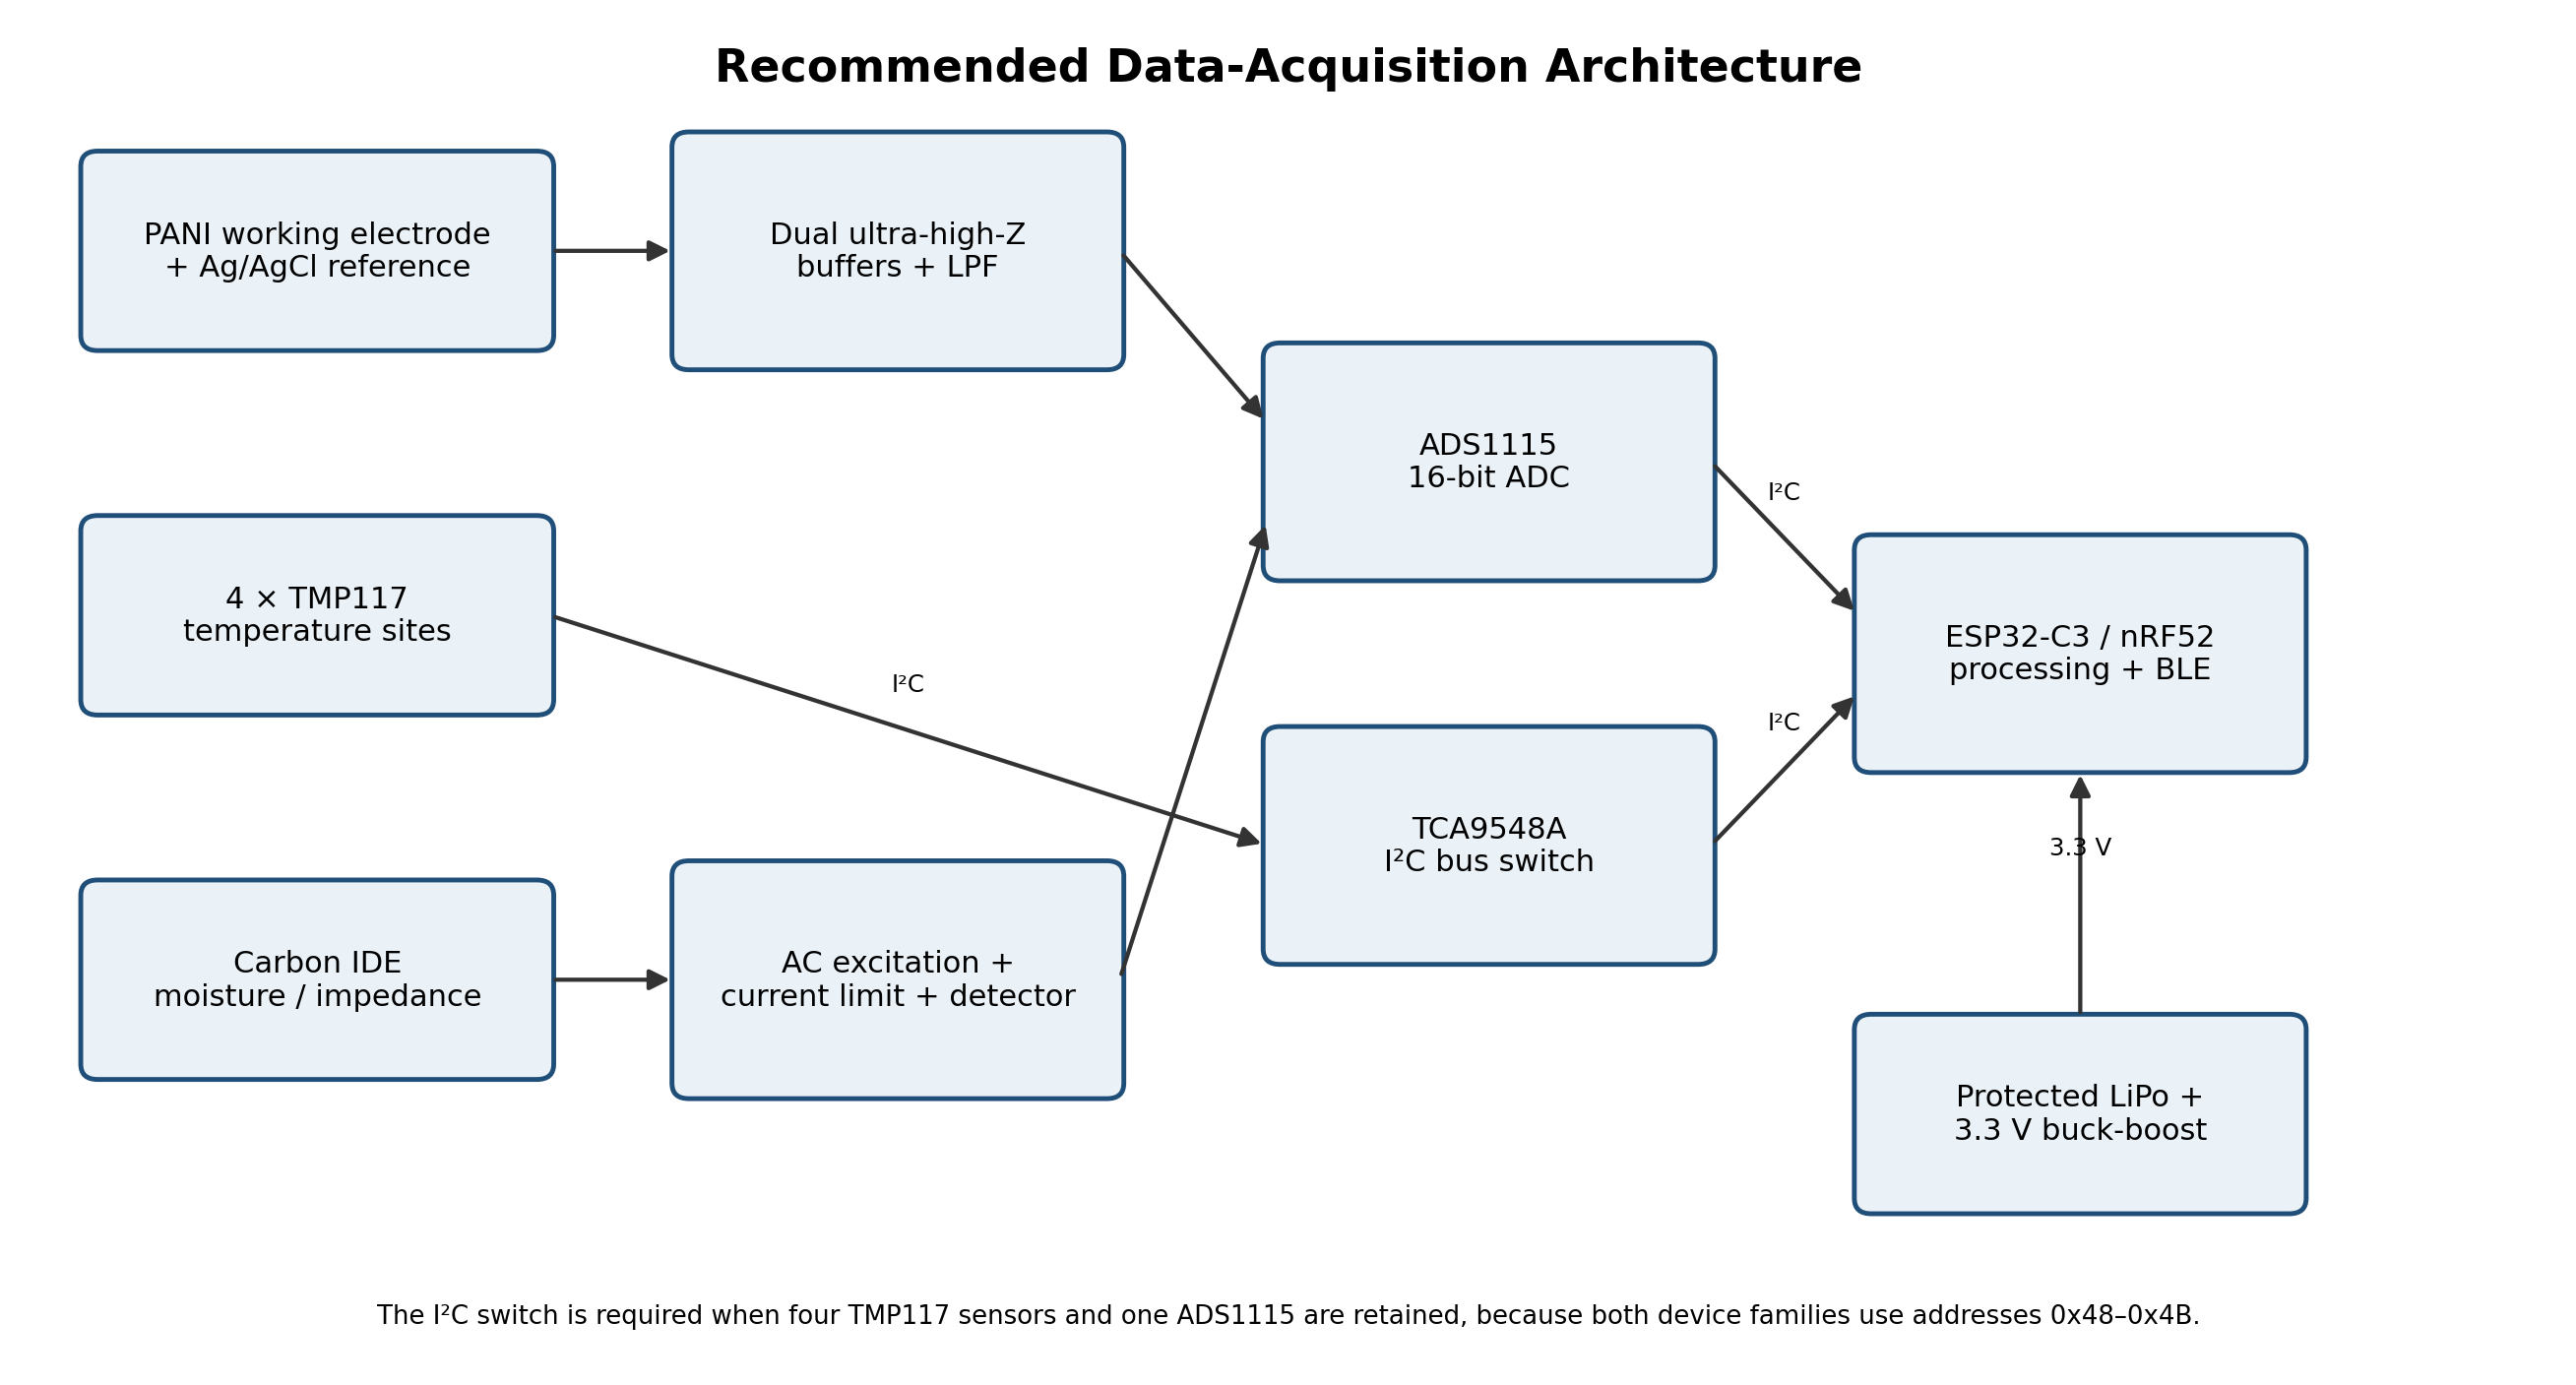 Recommended Data-Acquisition Architecture
PANI working electrode
+ Ag/AgCl reference
Dual ultra-high-Z
buffers + LPF
ADS1115
16-bit ADC
I²C
4 × TMP117
temperature sites
I²C
ESP32-C3 / nRF52
processing + BLE
I²C
TCA9548A
I²C bus switch
3.3 V
Carbon IDE
moisture / impedance
AC excitation +
current limit + detector
Protected LiPo +
3.3 V buck-boost
The I²C switch is required when four TMP117 sensors and one ADS1115 are retained, because both device families use addresses 0x48–0x4B.